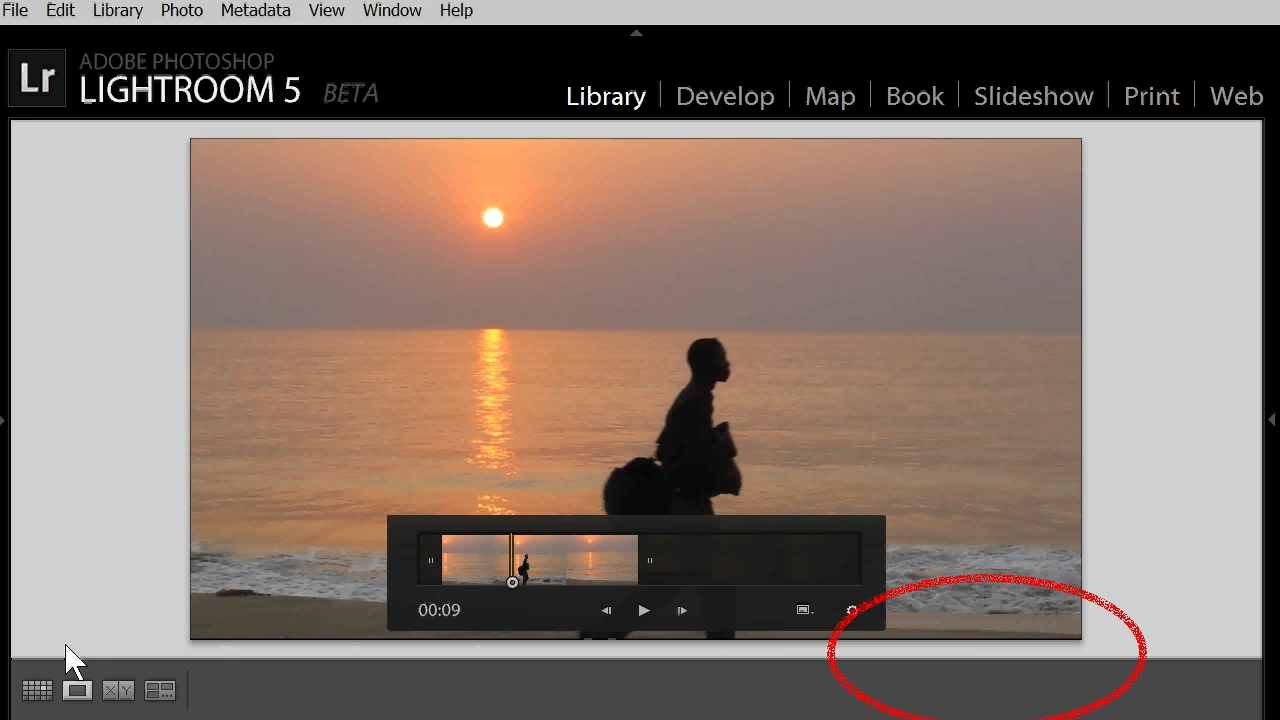 File Edit Library Photo Metadata View Window Help
Lr ADOBE PHOTOSHOP
LIGHTROOM 5 BETA
Library Develop Map Book Slideshow Print Web
00:09
XY